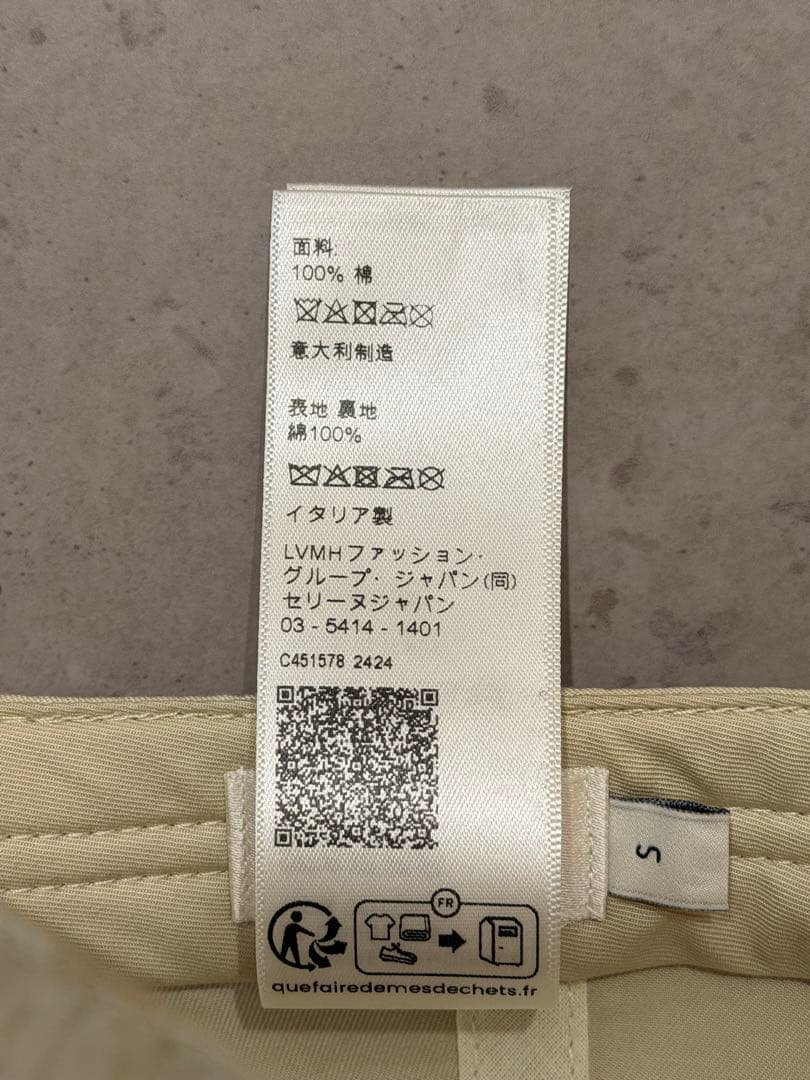 面料:
100% 棉
意大利制造
表地 裏地
綿100%
イタリア製
LVMHファッション・
グループ・ジャパン(同)
セリーヌジャパン
03 - 5414 - 1401
C451578 2424
S
FR
quefairedemesdechets.fr